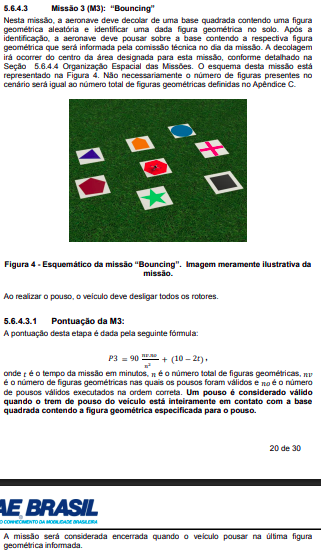 5.6.4.3 Missão 3 (M3): “Bouncing”
Nesta missão, a aeronave deve decolar de uma base quadrada contendo uma figura
geométrica aleatória e identificar uma dada figura geométrica no solo. Após a
identificação, a aeronave deve pousar sobre a base contendo a respectiva figura
geométrica que será informada pela comissão técnica no dia da missão. A decolagem
irá ocorrer do centro da área designada para esta missão, conforme detalhado na
Seção 5.6.4.4 Organização Espacial das Missões. O esquema desta missão está
representado na Figura 4. Não necessariamente o número de figuras presentes no
cenário será igual ao número total de figuras geométricas definidas no Apêndice C.
Figura 4 - Esquemático da missão “Bouncing”. Imagem meramente ilustrativa da
missão.
Ao realizar o pouso, o veículo deve desligar todos os rotores.
5.6.4.3.1 Pontuação da M3:
A pontuação desta etapa é dada pela seguinte fórmula:
P3 = 90 nv.no/n² + (10 − 2t),
onde t é o tempo da missão em minutos, n é o número total de figuras geométricas, nv
é o número de figuras geométricas nas quais os pousos foram válidos e no é o número
de pousos válidos executados na ordem correta. Um pouso é considerado válido
quando o trem de pouso do veículo está inteiramente em contato com a base
quadrada contendo a figura geométrica especificada para o pouso.
20 de 30
AE BRASIL
O CONHECIMENTO DA MOBILIDADE BRASILEIRA
A missão será considerada encerrada quando o veículo pousar na última figura
geométrica informada.